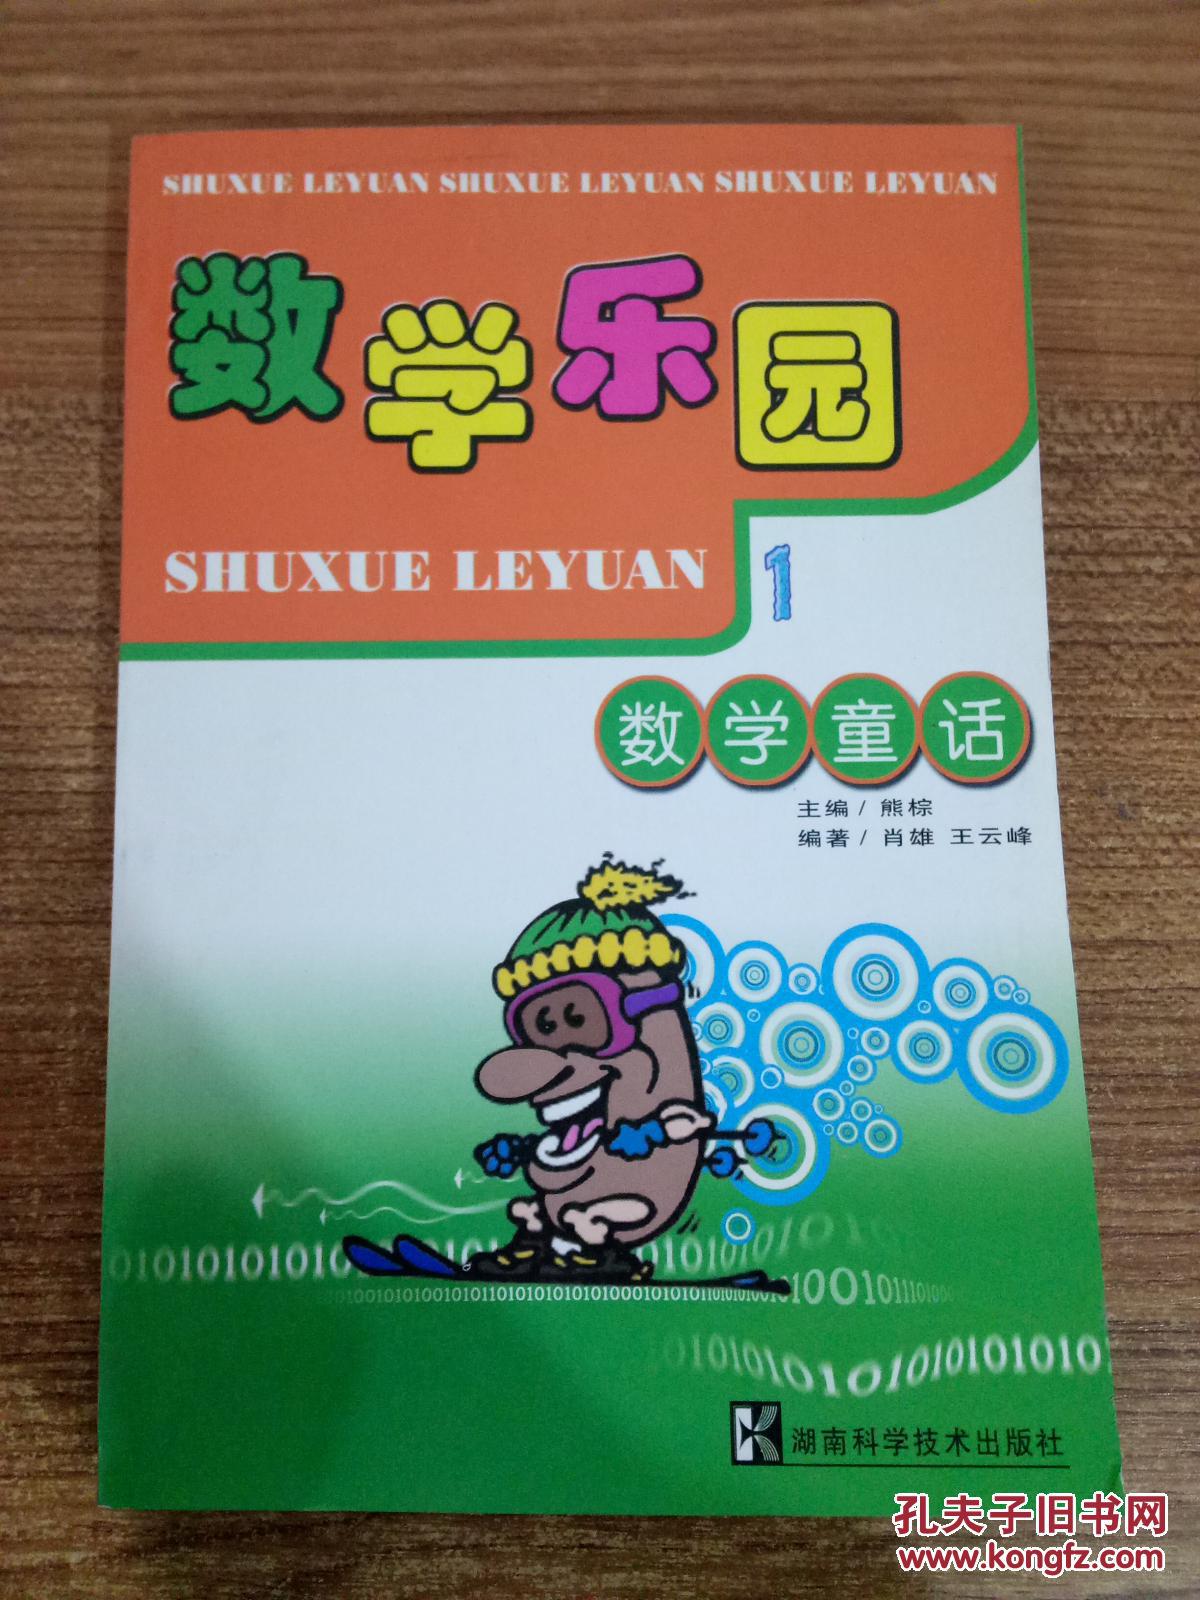 SHUXUE LEYUAN SHUXUE LEYUAN SHUXUE LEYUAN
数学乐园
SHUXUE LEYUAN
1
数学童话
主编/熊棕
编著/肖雄 王云峰
湖南科学技术出版社
孔夫子旧书网
www.kongfz.com